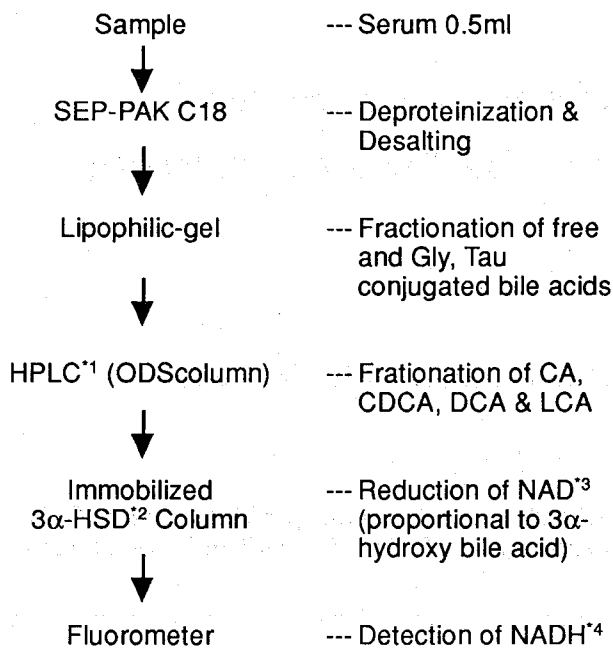 Sample --- Serum 0.5ml
SEP-PAK C18 --- Deproteinization &
Desalting
Lipophilic-gel --- Fractionation of free
and Gly, Tau
conjugated bile acids
HPLC*1 (ODScolumn) --- Frationation of CA,
CDCA, DCA & LCA
Immobilized --- Reduction of NAD*3
3α-HSD*2 Column (proportional to 3α-
hydroxy bile acid)
Fluorometer --- Detection of NADH*4